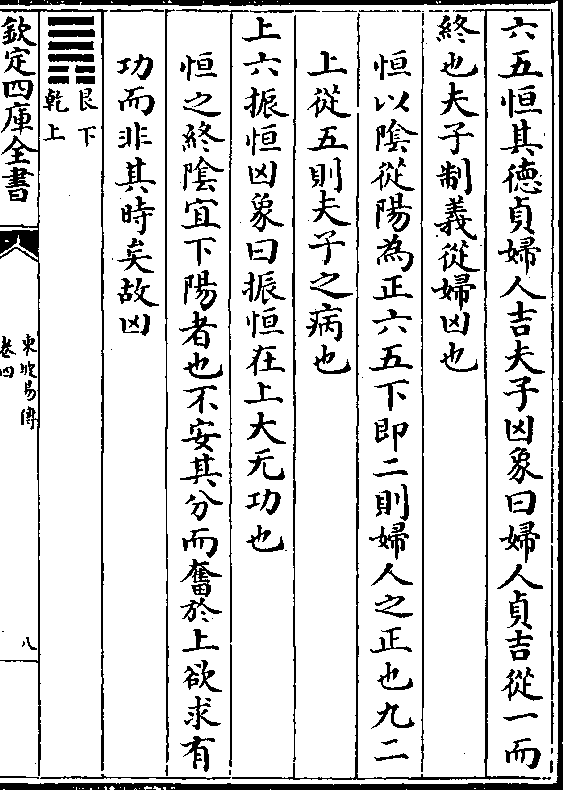 六五恒其徳貞婦人吉夫子凶象曰婦人貞吉從一而
終也夫子制義從婦凶也
恒以陰從陽為正六五下即二則婦人之正也九二
上從五則夫子之病也
上六振恒凶象曰振恒在上大无功也
恒之終陰宜下陽者也不安其分而奮於上欲求有
功而非其時矣故凶
艮下
乾上
欽定四庫全書
東坡易傳
卷四
八